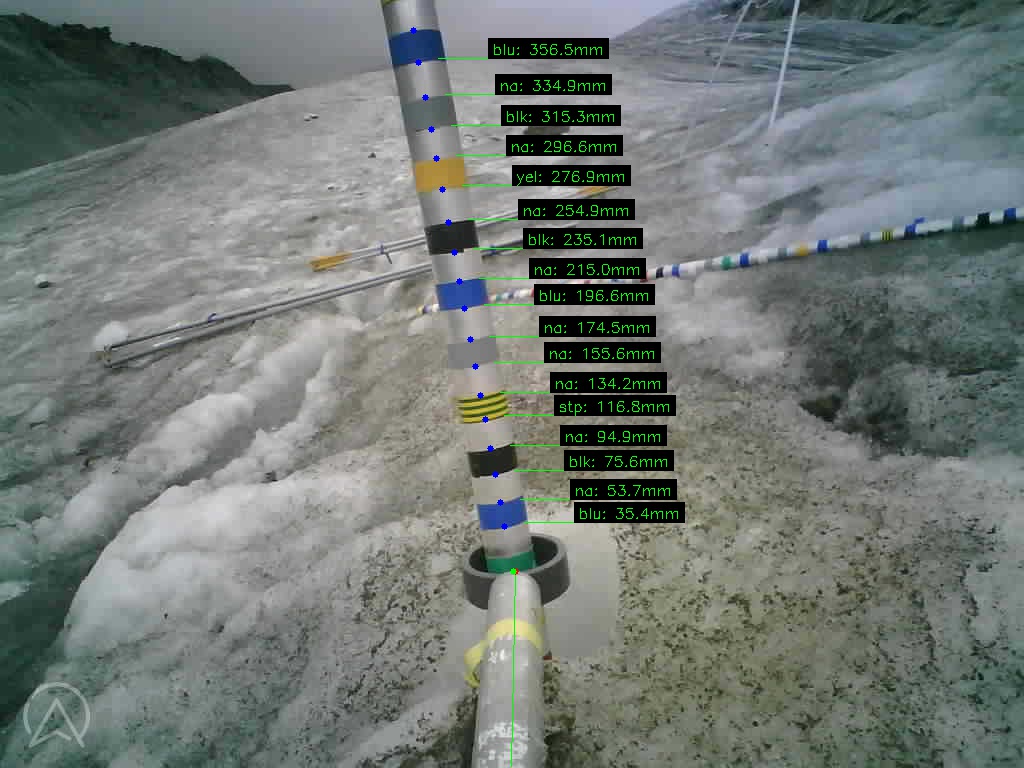 blu: 356.5mm
na: 334.9mm
blk: 315.3mm
na: 296.6mm
yel: 276.9mm
na: 254.9mm
blk: 235.1mm
na: 215.0mm
blu: 196.6mm
na: 174.5mm
na: 155.6mm
na: 134.2mm
stp: 116.8mm
na: 94.9mm
blk: 75.6mm
na: 53.7mm
blu: 35.4mm